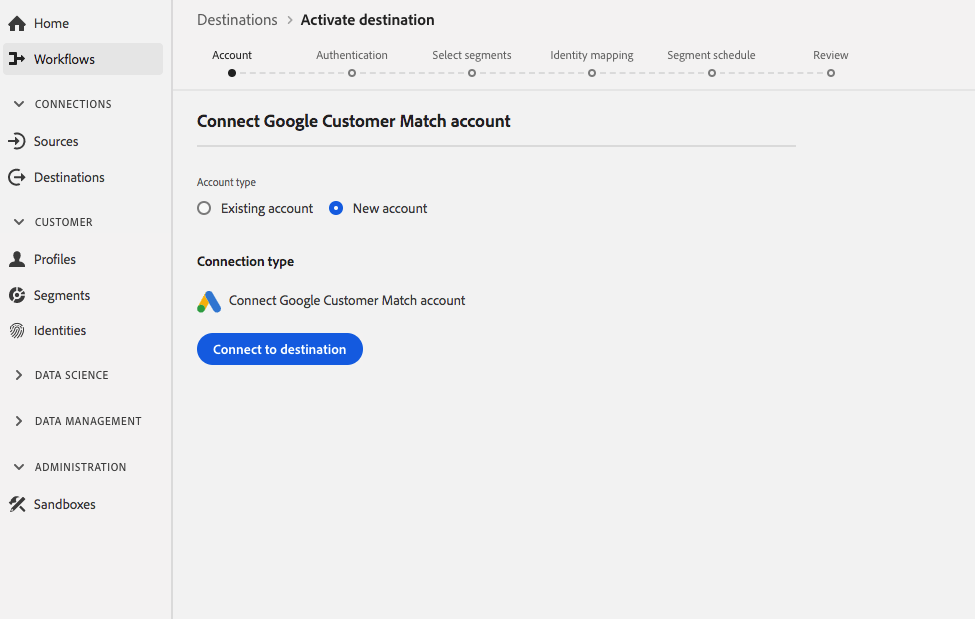 Home
Workflows
CONNECTIONS
Sources
Destinations
CUSTOMER
Profiles
Segments
Identities
DATA SCIENCE
DATA MANAGEMENT
ADMINISTRATION
Sandboxes
Destinations > Activate destination
Account Authentication Select segments Identity mapping Segment schedule Review
Connect Google Customer Match account
Account type
Existing account New account
Connection type
Connect Google Customer Match account
Connect to destination